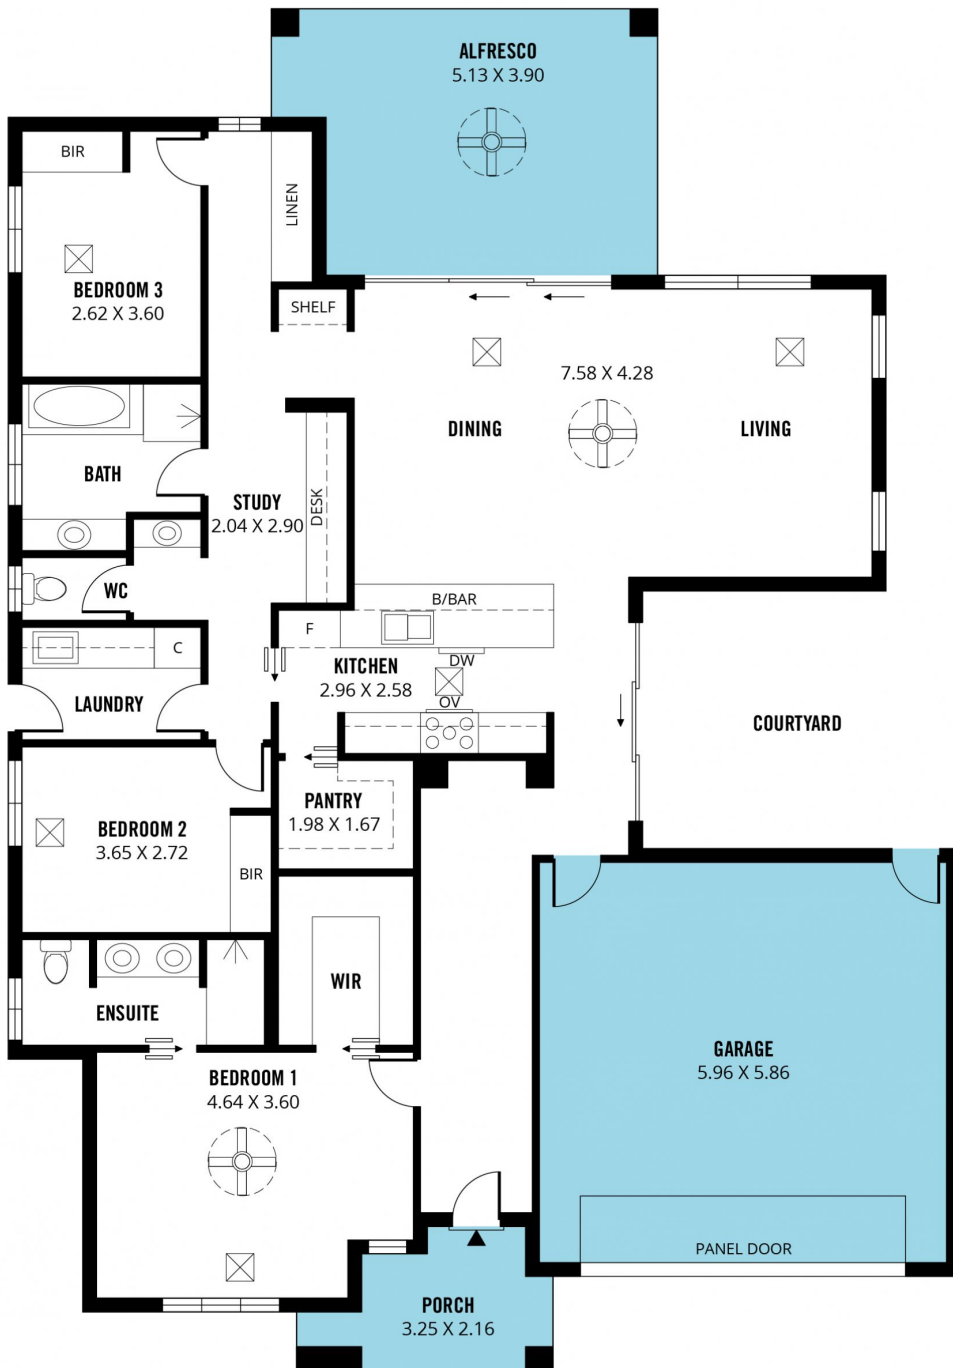 ALFRESCO
5.13 X 3.90
BIR
LINEN
BEDROOM 3
2.62 X 3.60
SHELF
7.58 X 4.28
DINING
LIVING
BATH
STUDY
2.04 X 2.90
DESK
WC
B/BAR
F
C
KITCHEN
2.96 X 2.58
DW
OV
LAUNDRY
COURTYARD
PANTRY
1.98 X 1.67
BEDROOM 2
3.65 X 2.72
BIR
WIR
ENSUITE
BEDROOM 1
4.64 X 3.60
GARAGE
5.96 X 5.86
PANEL DOOR
PORCH
3.25 X 2.16